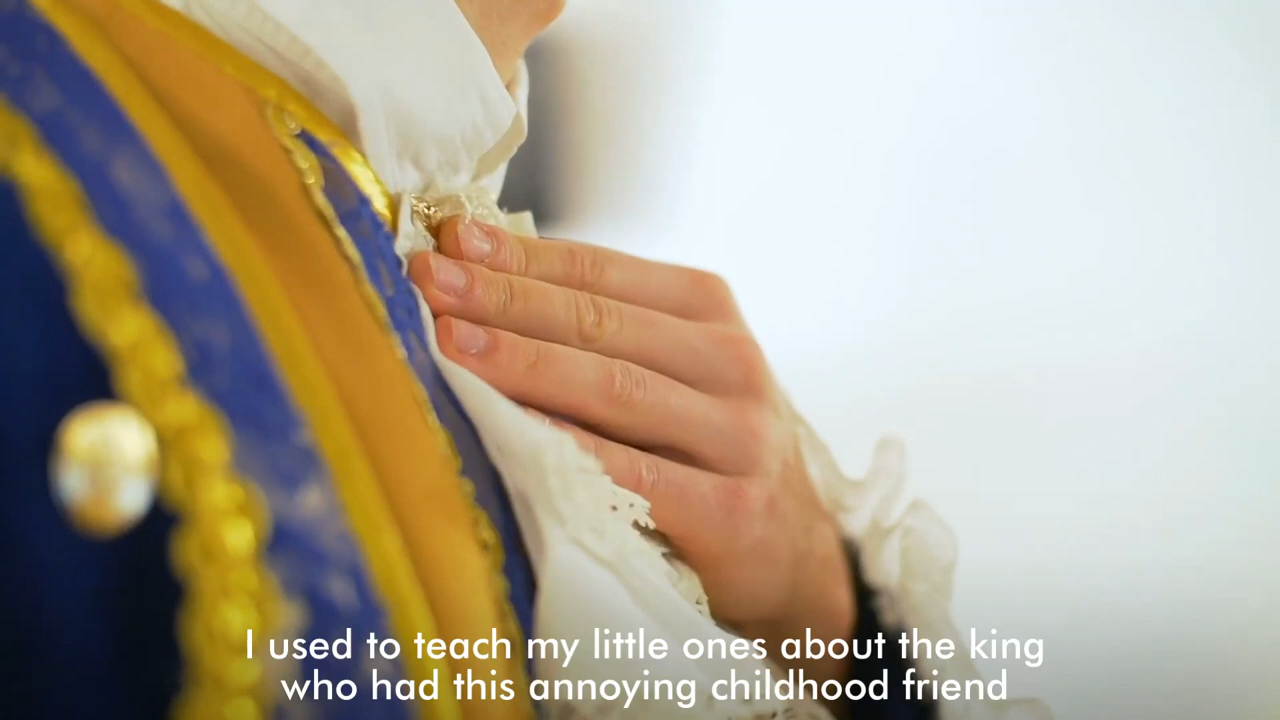 I used to teach my little ones about the king
who had this annoying childhood friend